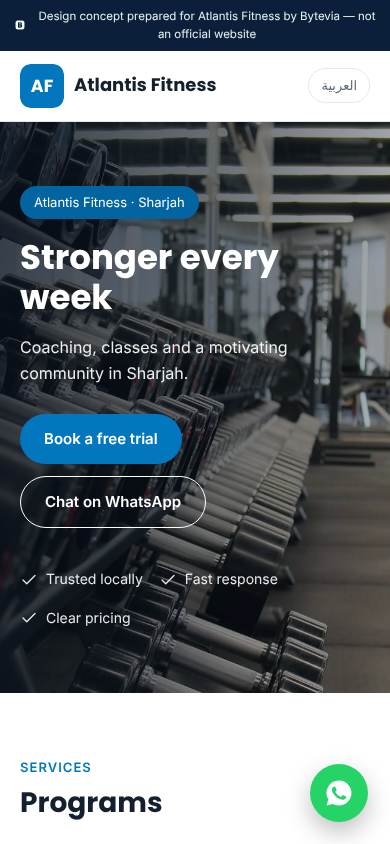 Design concept prepared for Atlantis Fitness by Bytevia — not
an official website
AF
Atlantis Fitness
العربية
Atlantis Fitness · Sharjah
Stronger every
week
Coaching, classes and a motivating
community in Sharjah.
Book a free trial
Chat on WhatsApp
Trusted locally
Fast response
Clear pricing
SERVICES
Programs